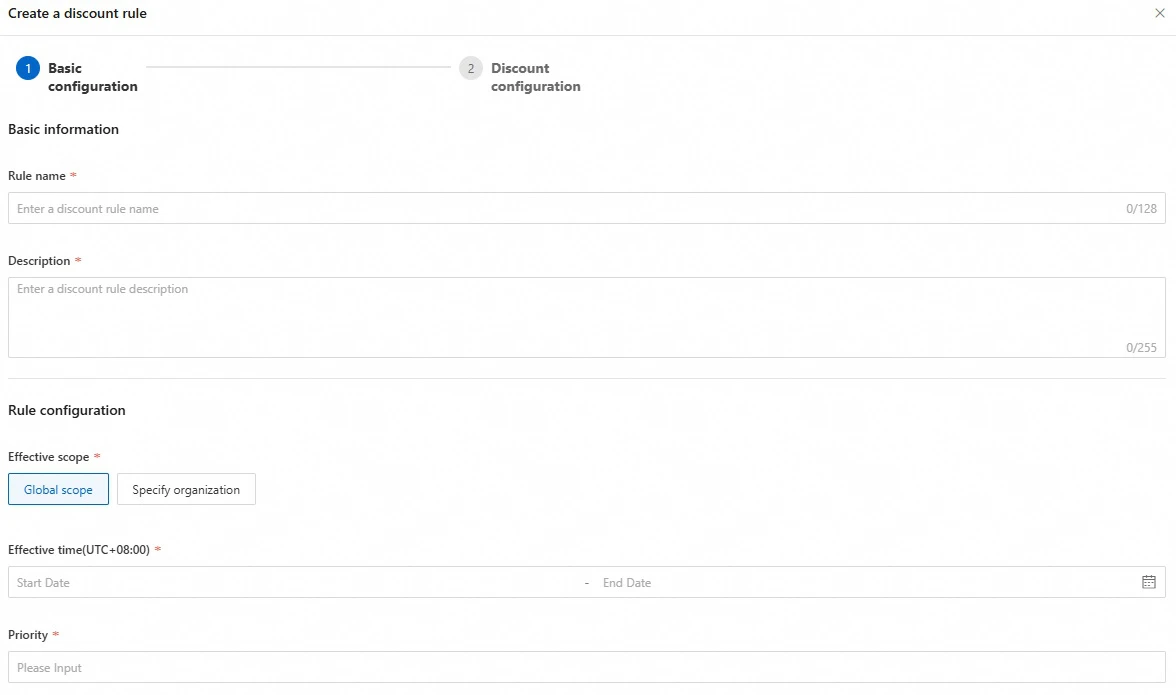 Create a discount rule
1 Basic configuration
2 Discount configuration
Basic information
Rule name *
Enter a discount rule name 0/128
Description *
Enter a discount rule description
0/255
Rule configuration
Effective scope *
Global scope Specify organization
Effective time(UTC+08:00) *
Start Date - End Date
Priority *
Please Input